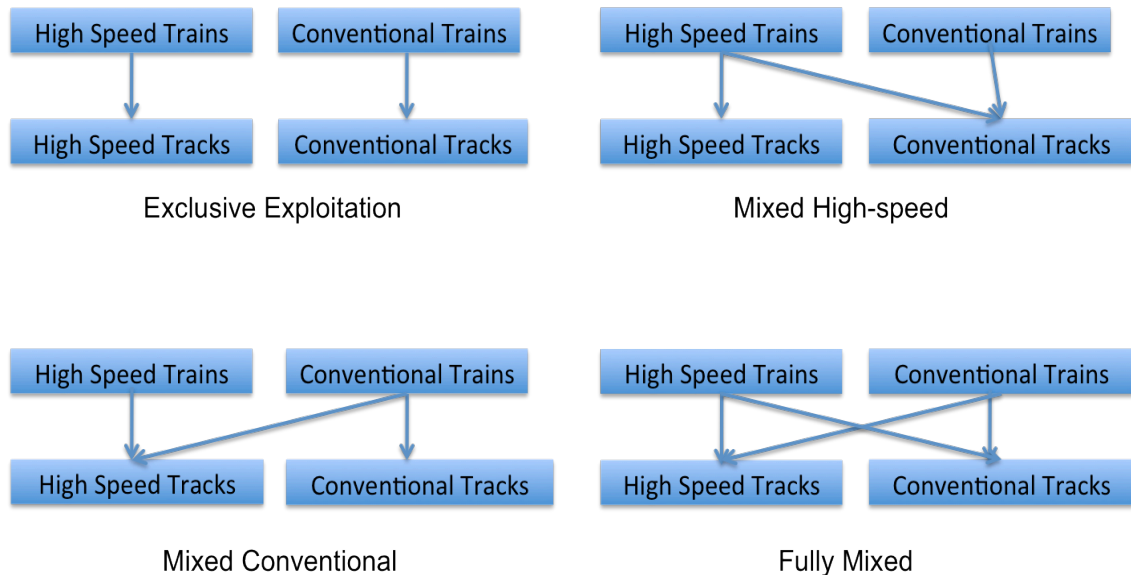 High Speed Trains
Conventional Trains
High Speed Tracks
Conventional Tracks
Exclusive Exploitation
High Speed Trains
Conventional Trains
High Speed Tracks
Conventional Tracks
Mixed High-speed
High Speed Trains
Conventional Trains
High Speed Tracks
Conventional Tracks
Mixed Conventional
High Speed Trains
Conventional Trains
High Speed Tracks
Conventional Tracks
Fully Mixed